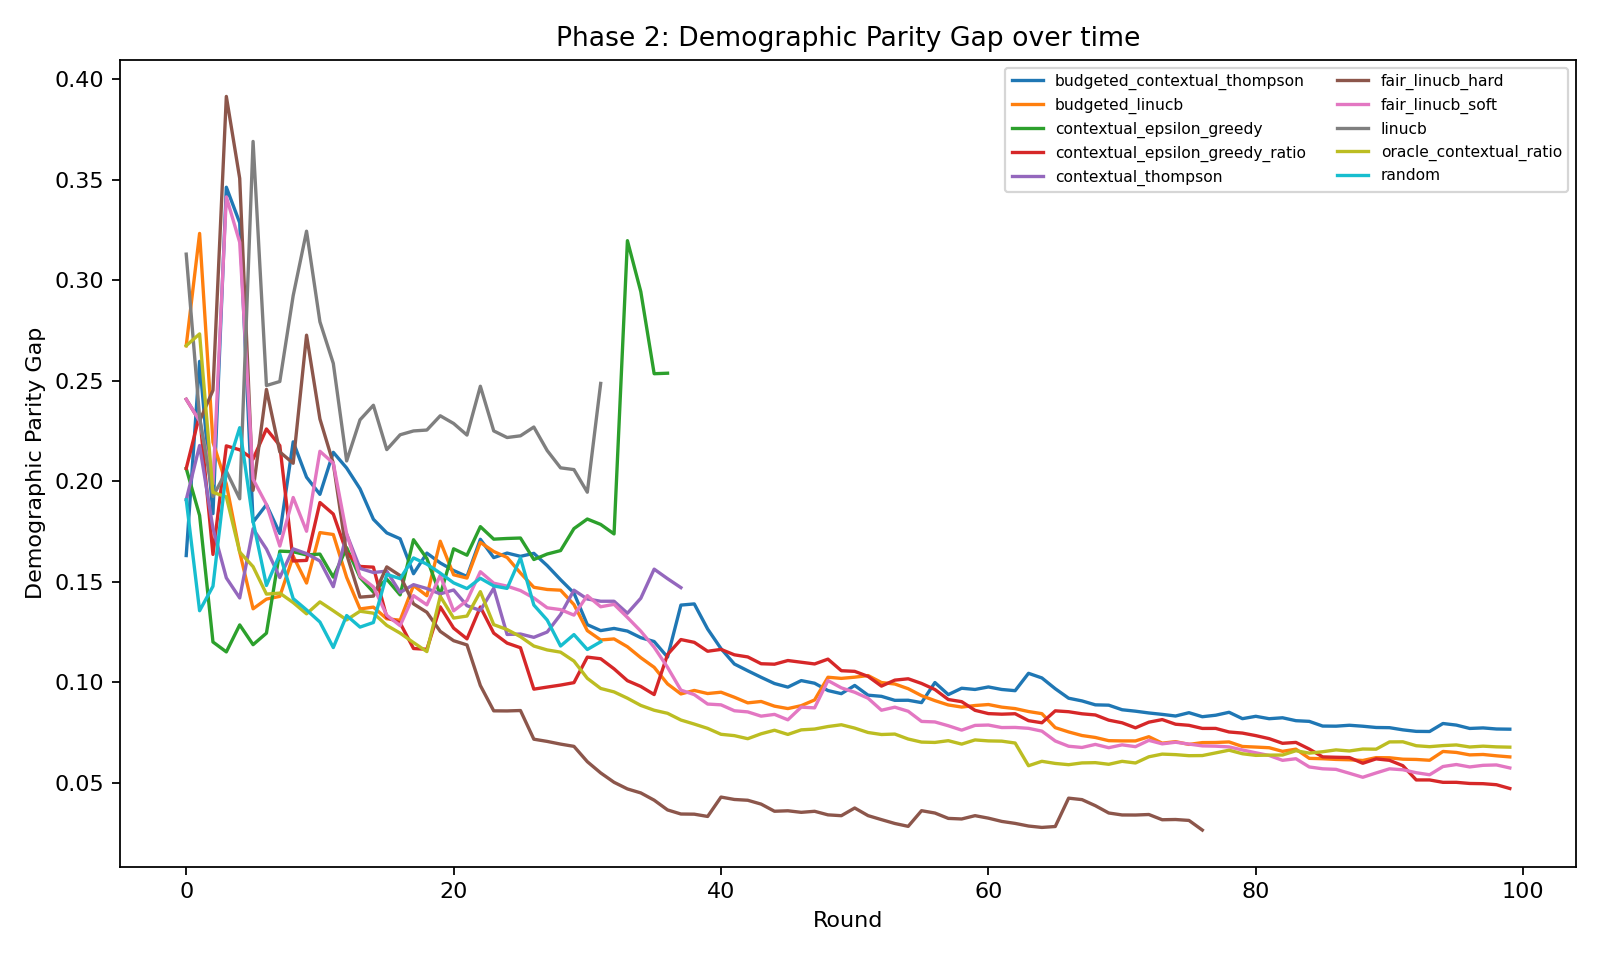 Phase 2: Demographic Parity Gap over time
Demographic Parity Gap
0.40
0.35
0.30
0.25
0.20
0.15
0.10
0.05
budgeted_contextual_thompson
budgeted_linucb
contextual_epsilon_greedy
contextual_epsilon_greedy_ratio
contextual_thompson
fair_linucb_hard
fair_linucb_soft
linucb
oracle_contextual_ratio
random
0 20 40 60 80 100
Round